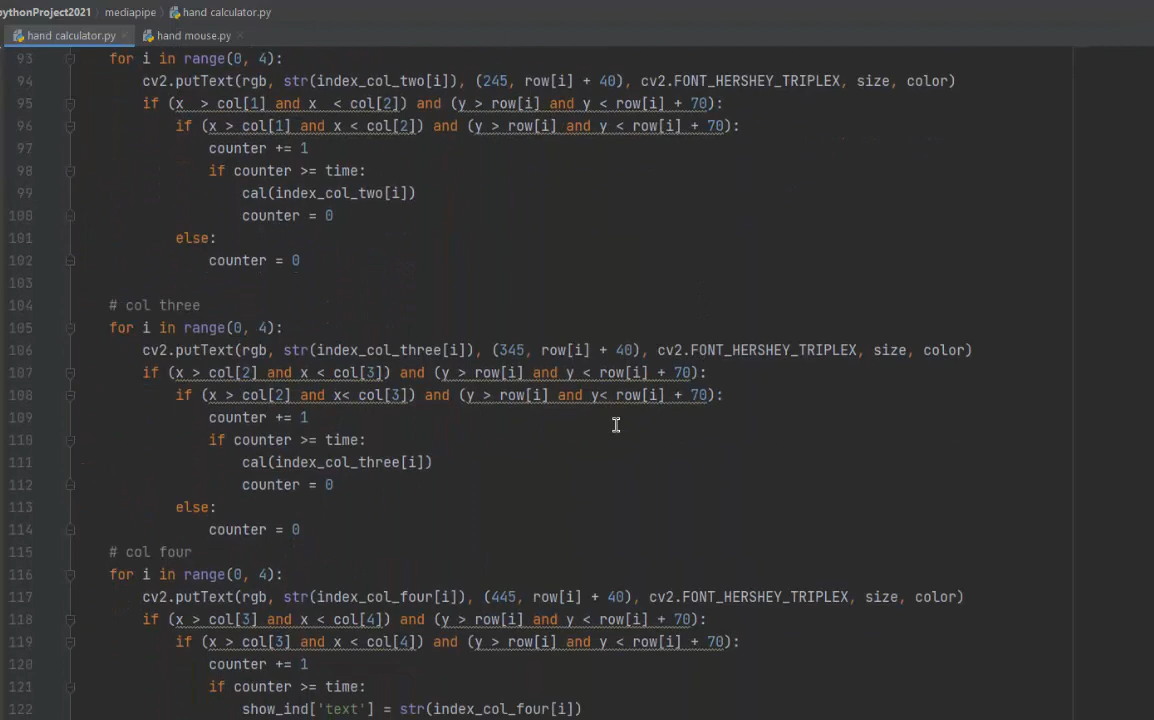 pythonProject2021 mediapipe hand calculator.py
hand calculator.py hand mouse.py
93 for i in range(0, 4):
94 cv2.putText(rgb, str(index_col_two[i]), (245, row[i] + 40), cv2.FONT_HERSHEY_TRIPLEX, size, color)
95 if (x  > col[1] and x  < col[2]) and (y > row[i] and y < row[i] + 70):
96 if (x > col[1] and x < col[2]) and (y > row[i] and y < row[i] + 70):
97 counter += 1
98 if counter >= time:
99 cal(index_col_two[i])
100 counter = 0
101 else:
102 counter = 0
103
104 # col three
105 for i in range(0, 4):
106 cv2.putText(rgb, str(index_col_three[i]), (345, row[i] + 40), cv2.FONT_HERSHEY_TRIPLEX, size, color)
107 if (x > col[2] and x < col[3]) and (y > row[i] and y < row[i] + 70):
108 if (x > col[2] and x< col[3]) and (y > row[i] and y< row[i] + 70):
109 counter += 1
110 if counter >= time:
111 cal(index_col_three[i])
112 counter = 0
113 else:
114 counter = 0
115 # col four
116 for i in range(0, 4):
117 cv2.putText(rgb, str(index_col_four[i]), (445, row[i] + 40), cv2.FONT_HERSHEY_TRIPLEX, size, color)
118 if (x > col[3] and x < col[4]) and (y > row[i] and y < row[i] + 70):
119 if (x > col[3] and x < col[4]) and (y > row[i] and y < row[i] + 70):
120 counter += 1
121 if counter >= time:
122 show_ind['text'] = str(index_col_four[i])